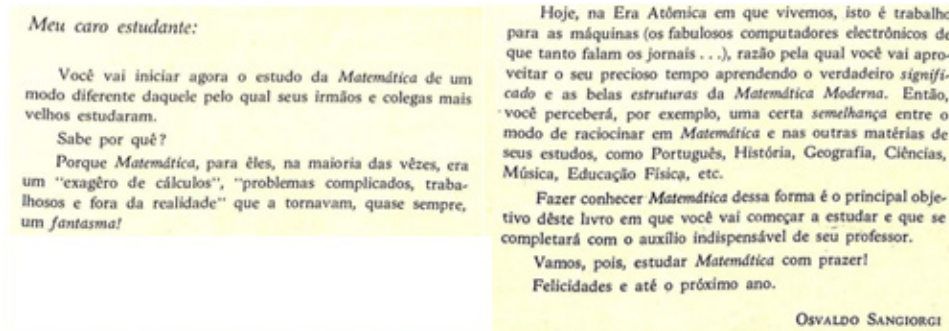 Meu caro estudante:
Você vai iniciar agora o estudo da Matemática de um
modo diferente daquele pelo qual seus irmãos e colegas mais
velhos estudaram.
Sabe por quê?
Porque Matemática, para êles, na maioria das vêzes, era
um "exagêro de cálculos", "problemas complicados, traba-
lhosos e fora da realidade" que a tornavam, quase sempre,
um fantasma!
Hoje, na Era Atômica em que vivemos, isto é trabalho
para as máquinas (os fabulosos computadores electrônicos de
que tanto falam os jornais . . .), razão pela qual você vai apro-
veitar o seu precioso tempo aprendendo o verdadeiro signifi-
cado e as belas estruturas da Matemática Moderna. Então,
você perceberá, por exemplo, uma certa semelhança entre o
modo de raciocinar em Matemática e nas outras matérias de
seus estudos, como Português, História, Geografia, Ciências,
Música, Educação Física, etc.
Fazer conhecer Matemática dessa forma é o principal obje-
tivo dêste livro em que você vai começar a estudar e que se
completará com o auxílio indispensável de seu professor.
Vamos, pois, estudar Matemática com prazer!
Felicidades e até o próximo ano.
OSVALDO SANGIORGI